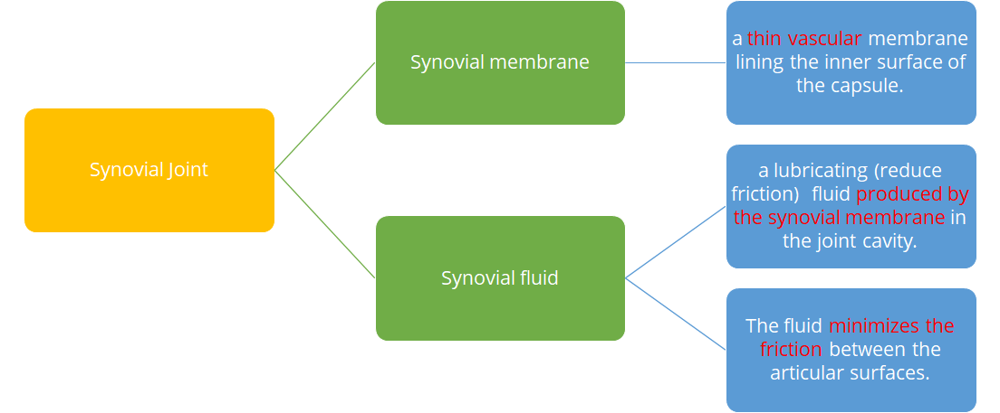 Synovial Joint
Synovial membrane
a thin vascular membrane
lining the inner surface of
the capsule.
Synovial fluid
a lubricating (reduce
friction)  fluid produced by
the synovial membrane in
the joint cavity.
The fluid minimizes the
friction between the
articular surfaces.